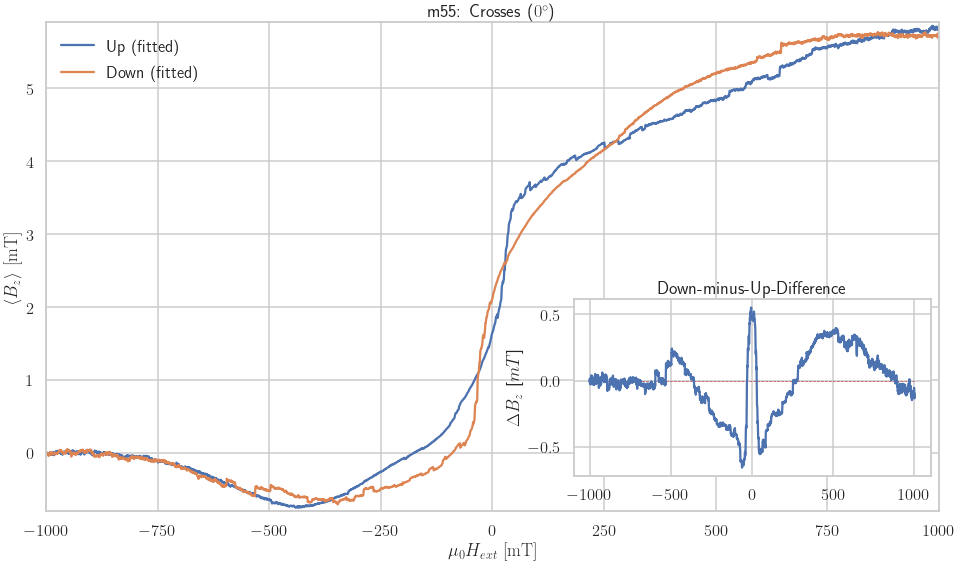 m55: Crosses (0°)
Up (fitted)
Down (fitted)
⟨B_z⟩ [mT]
5
4
3
2
1
0
Down-minus-Up-Difference
ΔB_z [mT]
0.5
0.0
−0.5
−1000 −500 0 500 1000
−1000 −750 −500 −250 0 250 500 750 1000
μ₀H_ext [mT]